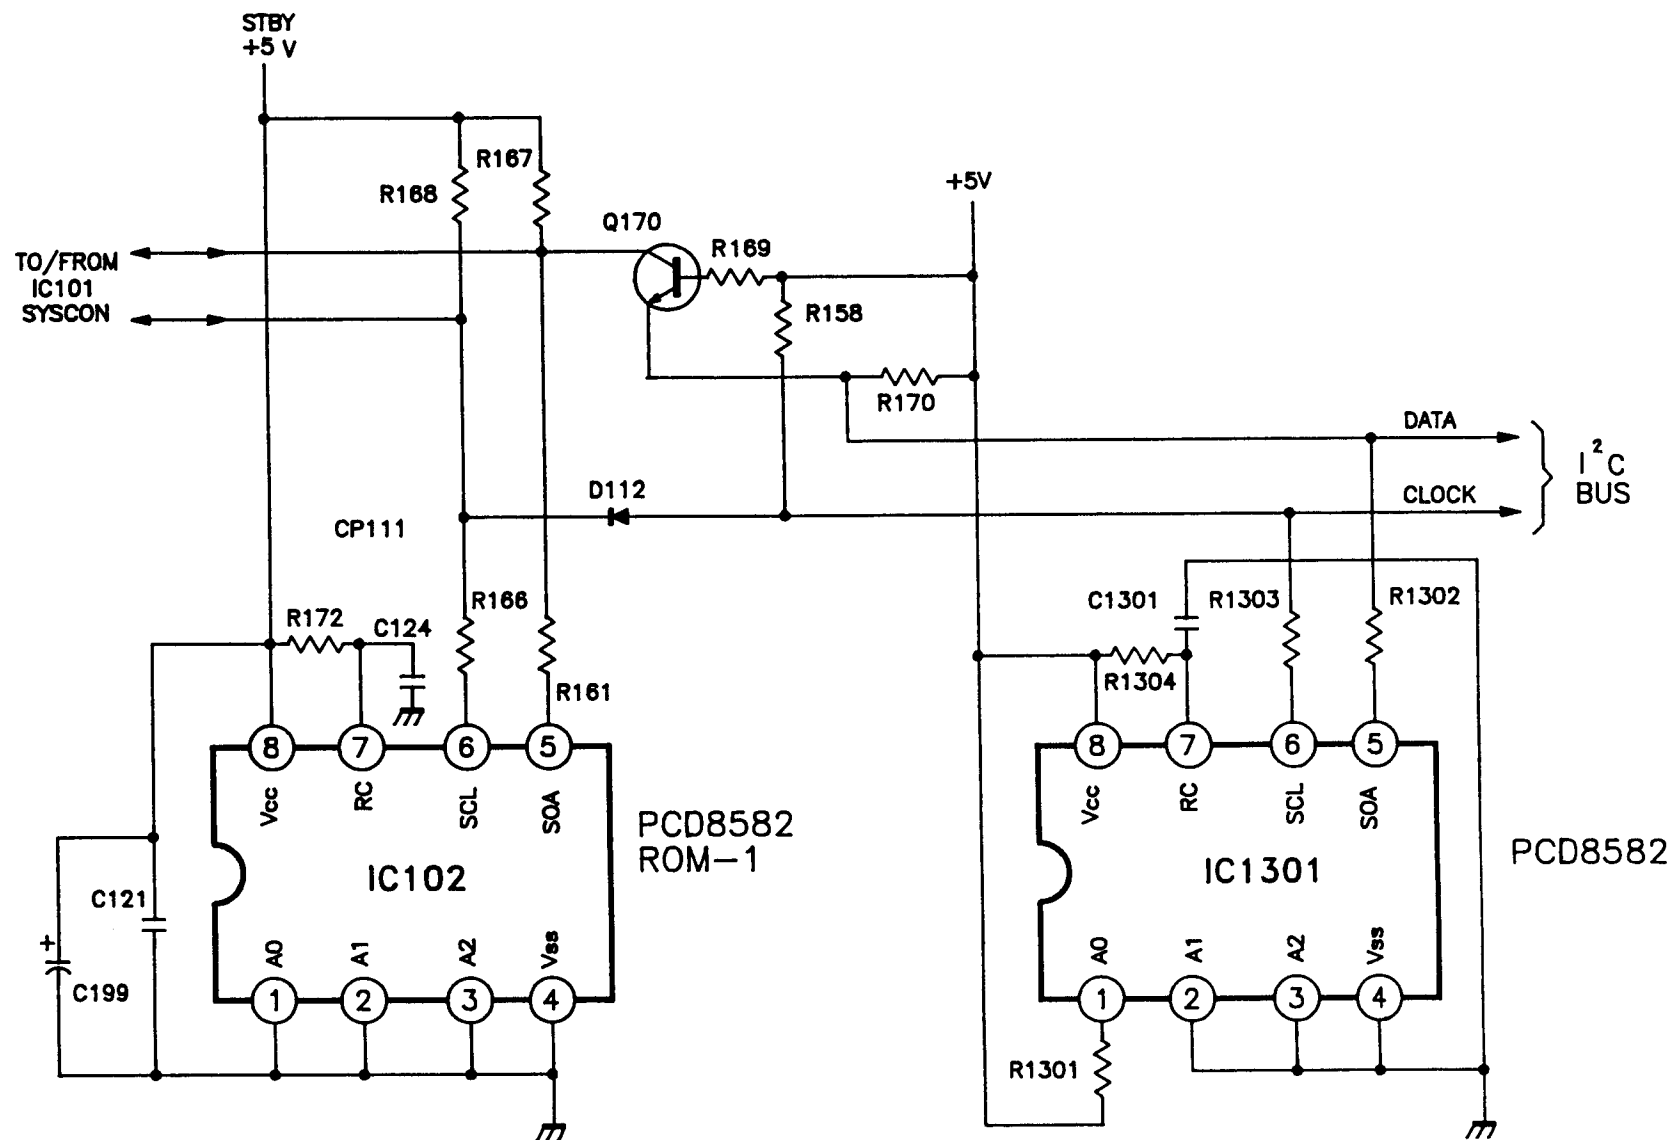 STBY
+5 V
R167
R168
+5V
Q170
R169
TO/FROM
IC101
SYSCON
R158
R170
DATA
I²C
BUS
CLOCK
D112
CP111
R172
C124
R166
R161
C1301
R1303
R1302
R1304
8
7
6
5
Vcc
RC
SCL
SOA
PCD8582
ROM-1
IC102
C121
+
C199
A0
A1
A2
Vss
1
2
3
4
8
7
6
5
Vcc
RC
SCL
SOA
PCD8582
IC1301
A0
A1
A2
Vss
1
2
3
4
R1301